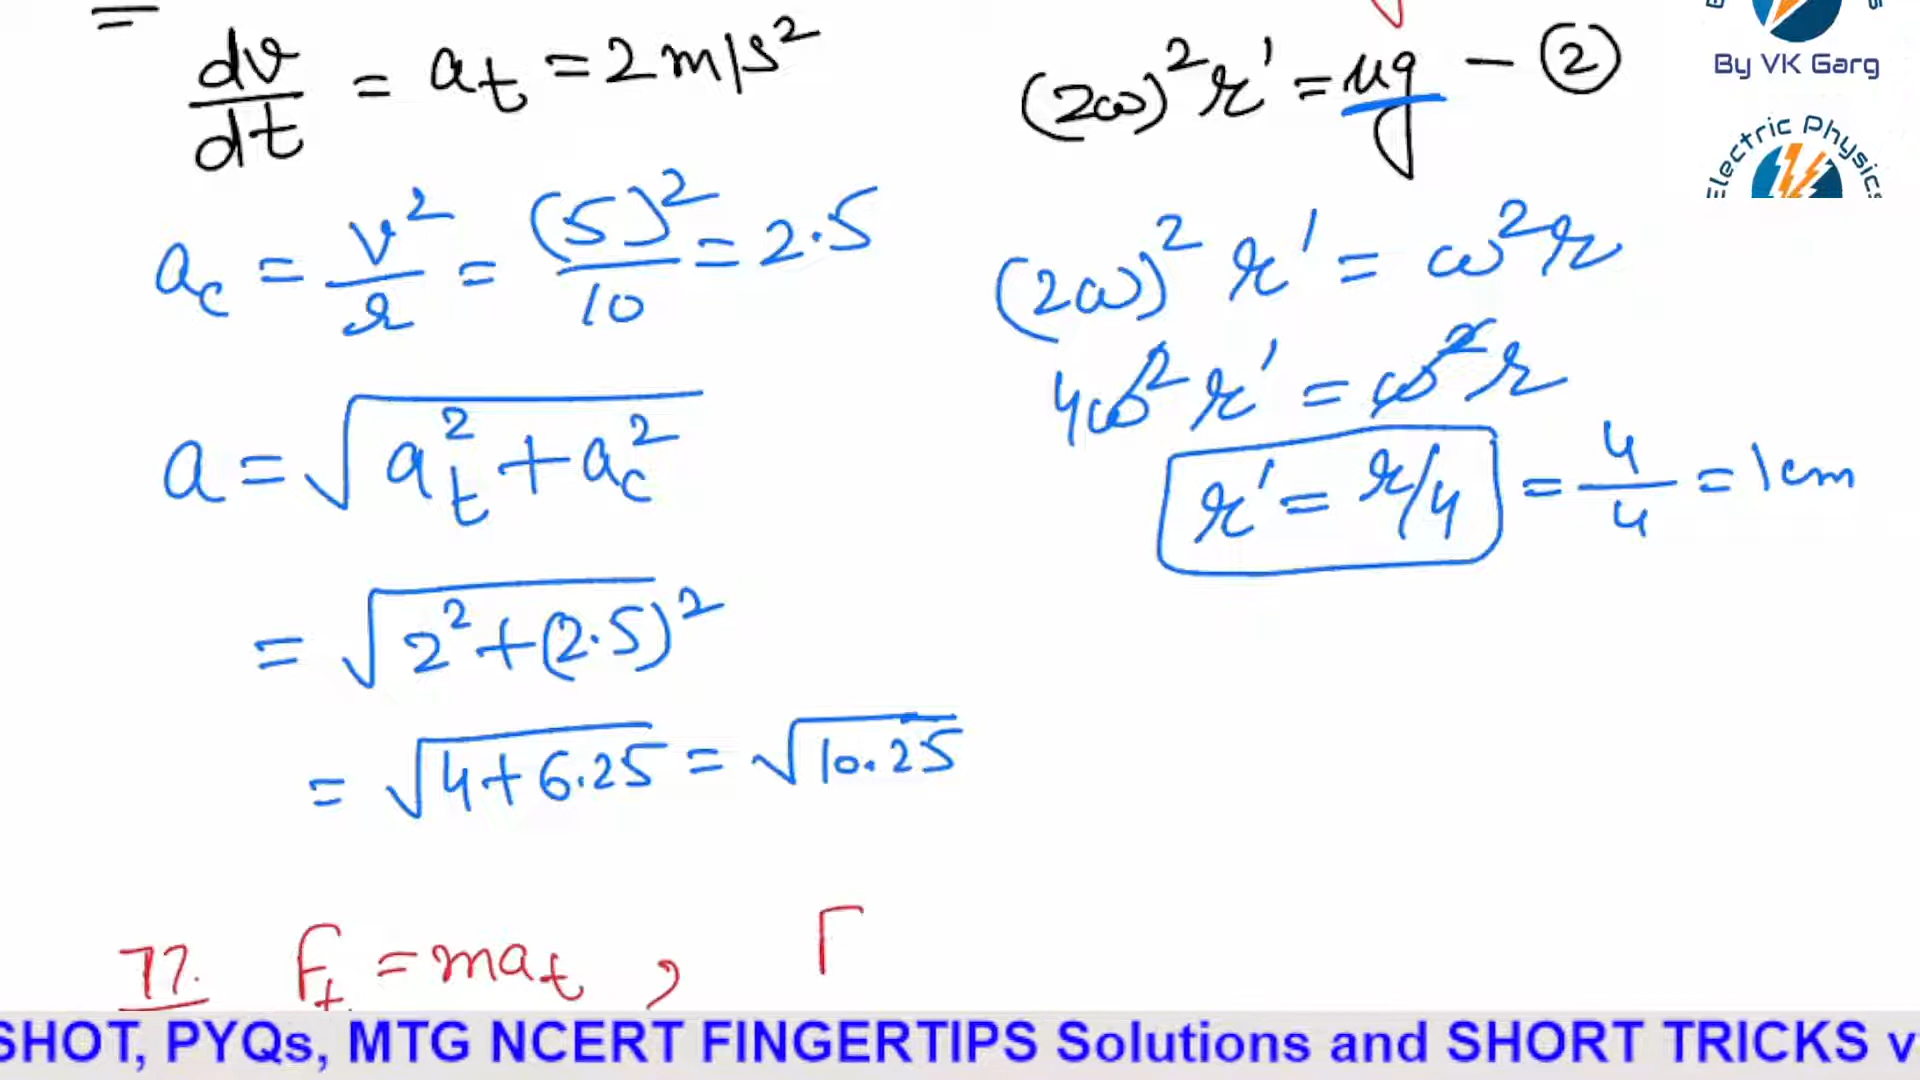 dv/dt = a_t = 2 m/s²
a_c = v²/r = (5)²/10 = 2.5
a = √(a_t² + a_c²)
= √(2² + (2.5)²)
= √(4 + 6.25) = √10.25
(2ω)² r' = μg — ②
(2ω)² r' = ω² r
4ω² r' = ω² r
r' = r/4 = 4/4 = 1 cm
77. F_t = ma_t ,
By VK Garg
Electric Physics
SHOT, PYQs, MTG NCERT FINGERTIPS Solutions and SHORT TRICKS v